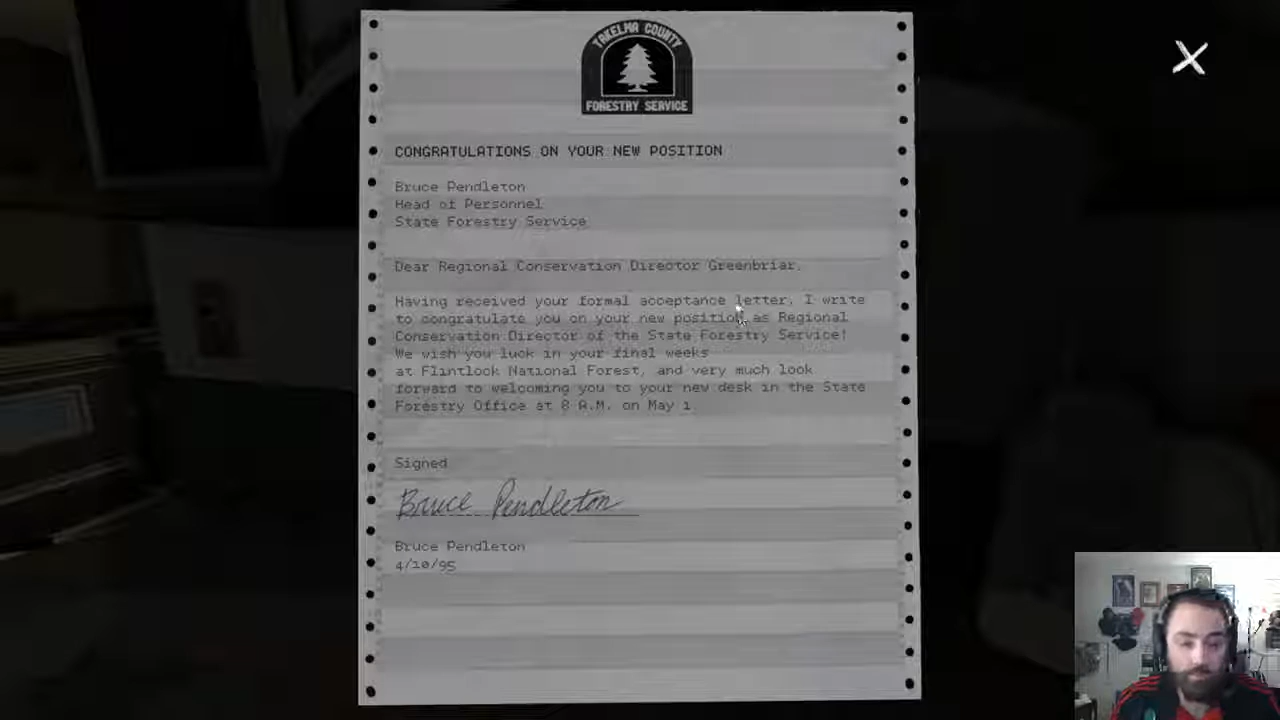 TAKELMA COUNTY
FORESTRY SERVICE
CONGRATULATIONS ON YOUR NEW POSITION
Bruce Pendleton
Head of Personnel
State Forestry Service
Dear Regional Conservation Director Greenbriar,
Having received your formal acceptance letter, I write
to congratulate you on your new position as Regional
Conservation Director of the State Forestry Service!
We wish you luck in your final weeks
at Flintlock National Forest, and very much look
forward to welcoming you to your new desk in the State
Forestry Office at 8 A.M. on May 1
Signed
Bruce Pendleton
Bruce Pendleton
4/10/95